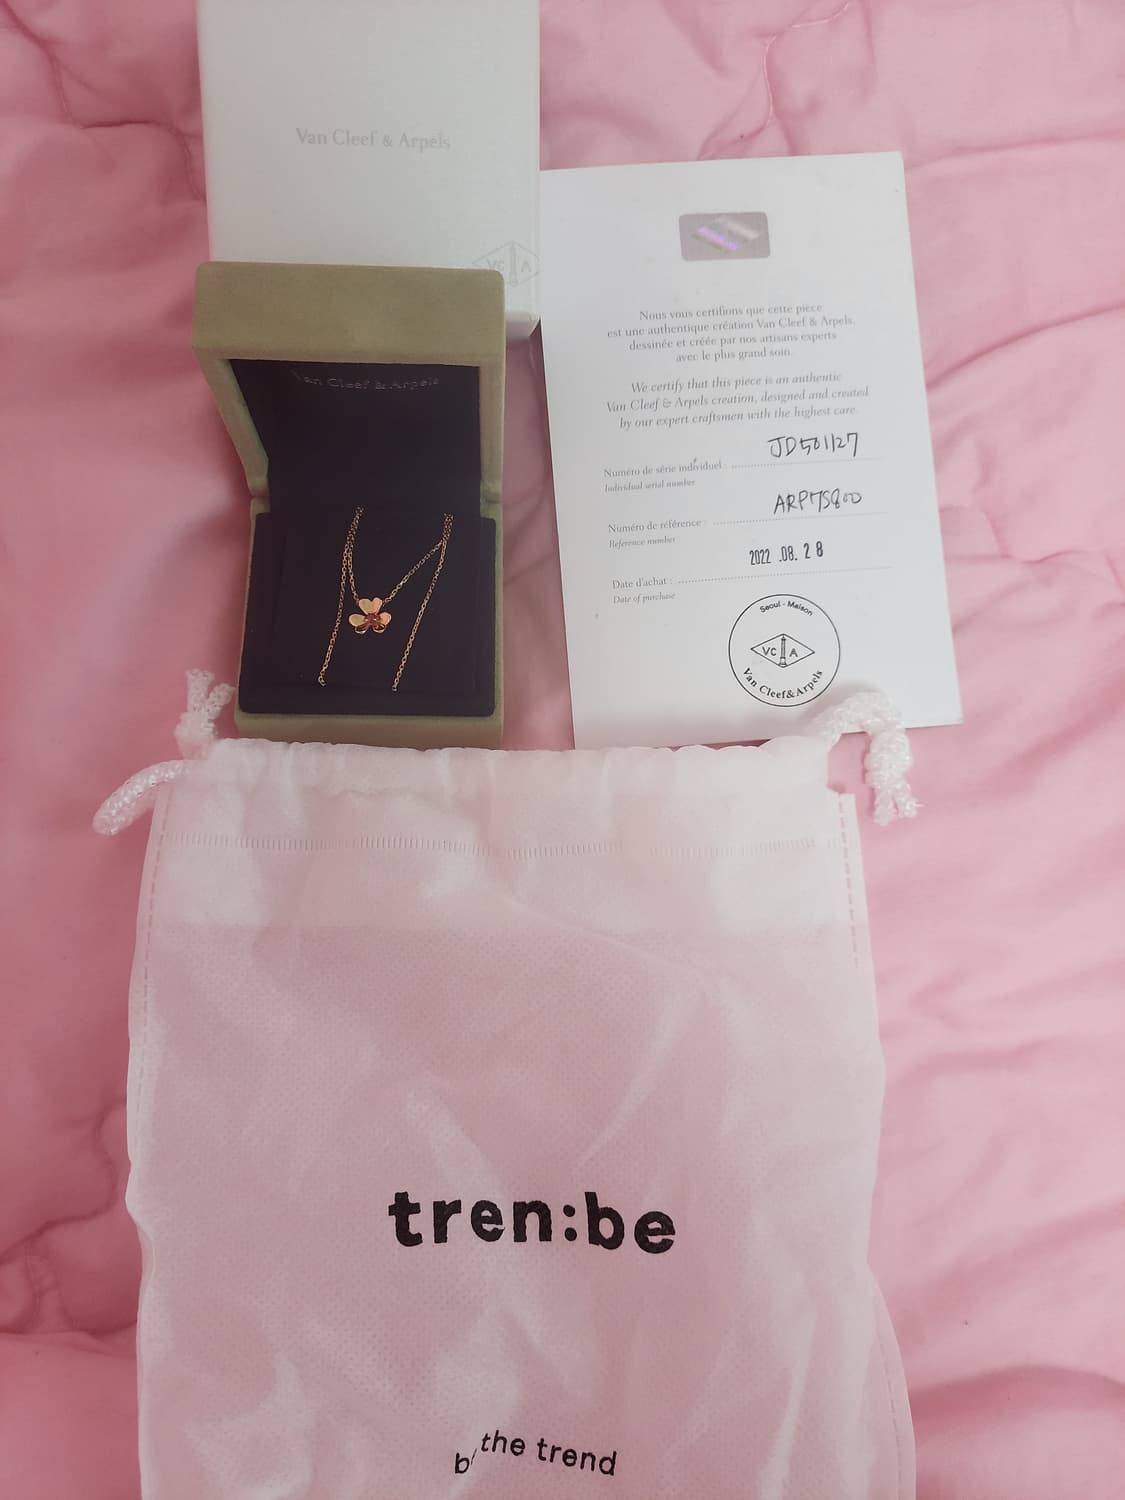 Van Cleef & Arpels
VC A
Van Cleef & Arpels
Nous vous certifions que cette pièce
est une authentique création Van Cleef & Arpels,
dessinée et créée par nos artisans experts
avec le plus grand soin.
We certify that this piece is an authentic
Van Cleef & Arpels creation, designed and created
by our expert craftsmen with the highest care.
Numéro de série individuel : JD501127
Individual serial number
Numéro de référence :
Reference number
Date d'achat : 2022 .08. 28
Date of purchase
Seoul - Maison
VC A
Van Cleef&Arpels
tren:be
the trend